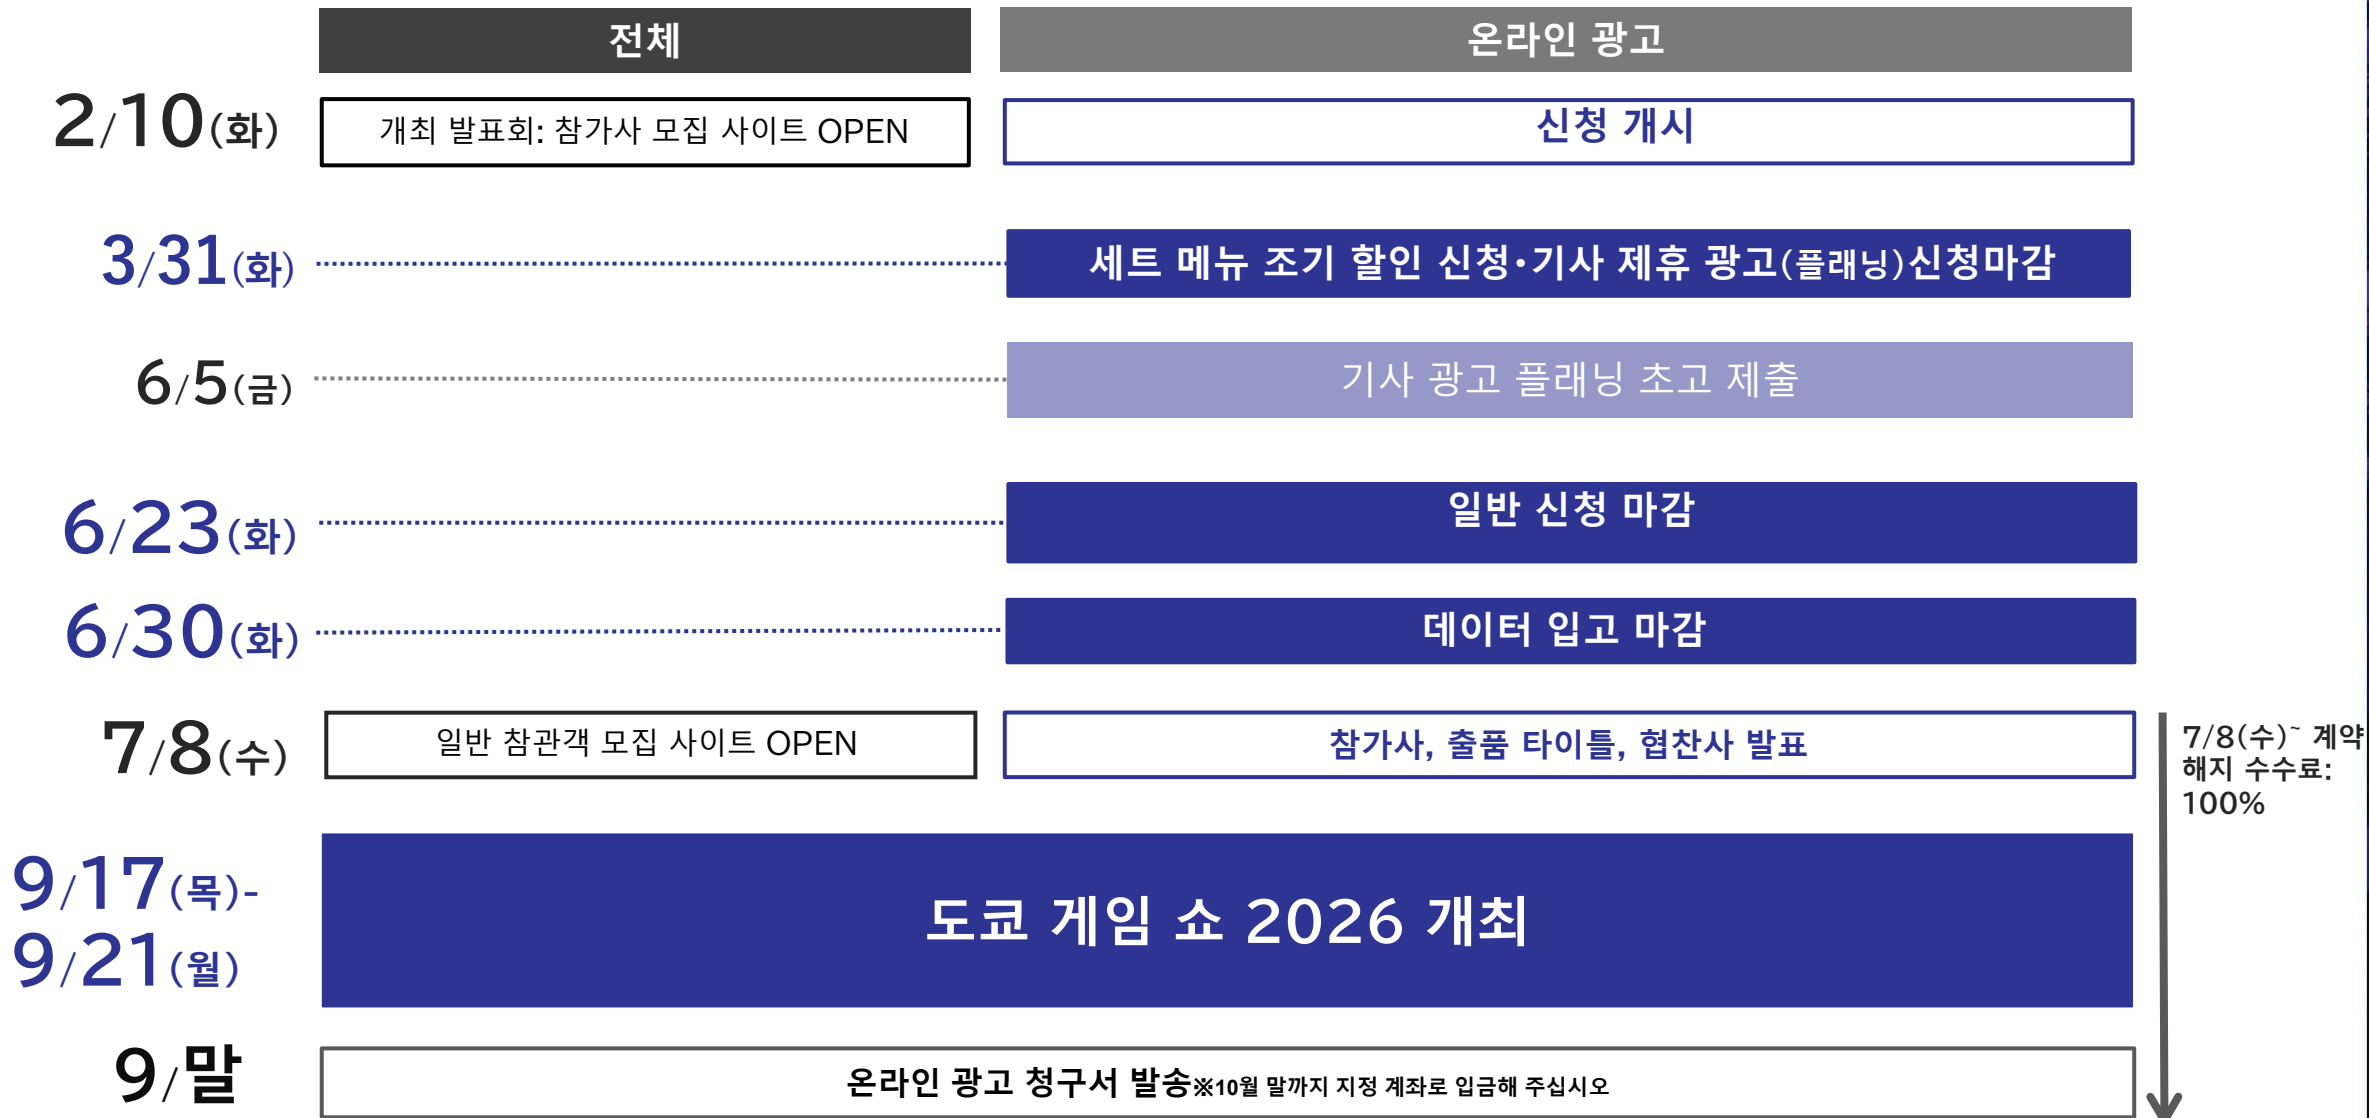 전체
온라인 광고
2/10(화)
개최 발표회: 참가사 모집 사이트 OPEN
신청 개시
3/31(화)
세트 메뉴 조기 할인 신청·기사 제휴 광고(플래닝)신청마감
6/5(금)
기사 광고 플래닝 초고 제출
6/23(화)
일반 신청 마감
6/30(화)
데이터 입고 마감
7/8(수)
일반 참관객 모집 사이트 OPEN
참가사, 출품 타이틀, 협찬사 발표
7/8(수)~ 계약
해지 수수료:
100%
9/17(목)-
9/21(월)
도쿄 게임 쇼 2026 개최
9/말
온라인 광고 청구서 발송※10월 말까지 지정 계좌로 입금해 주십시오